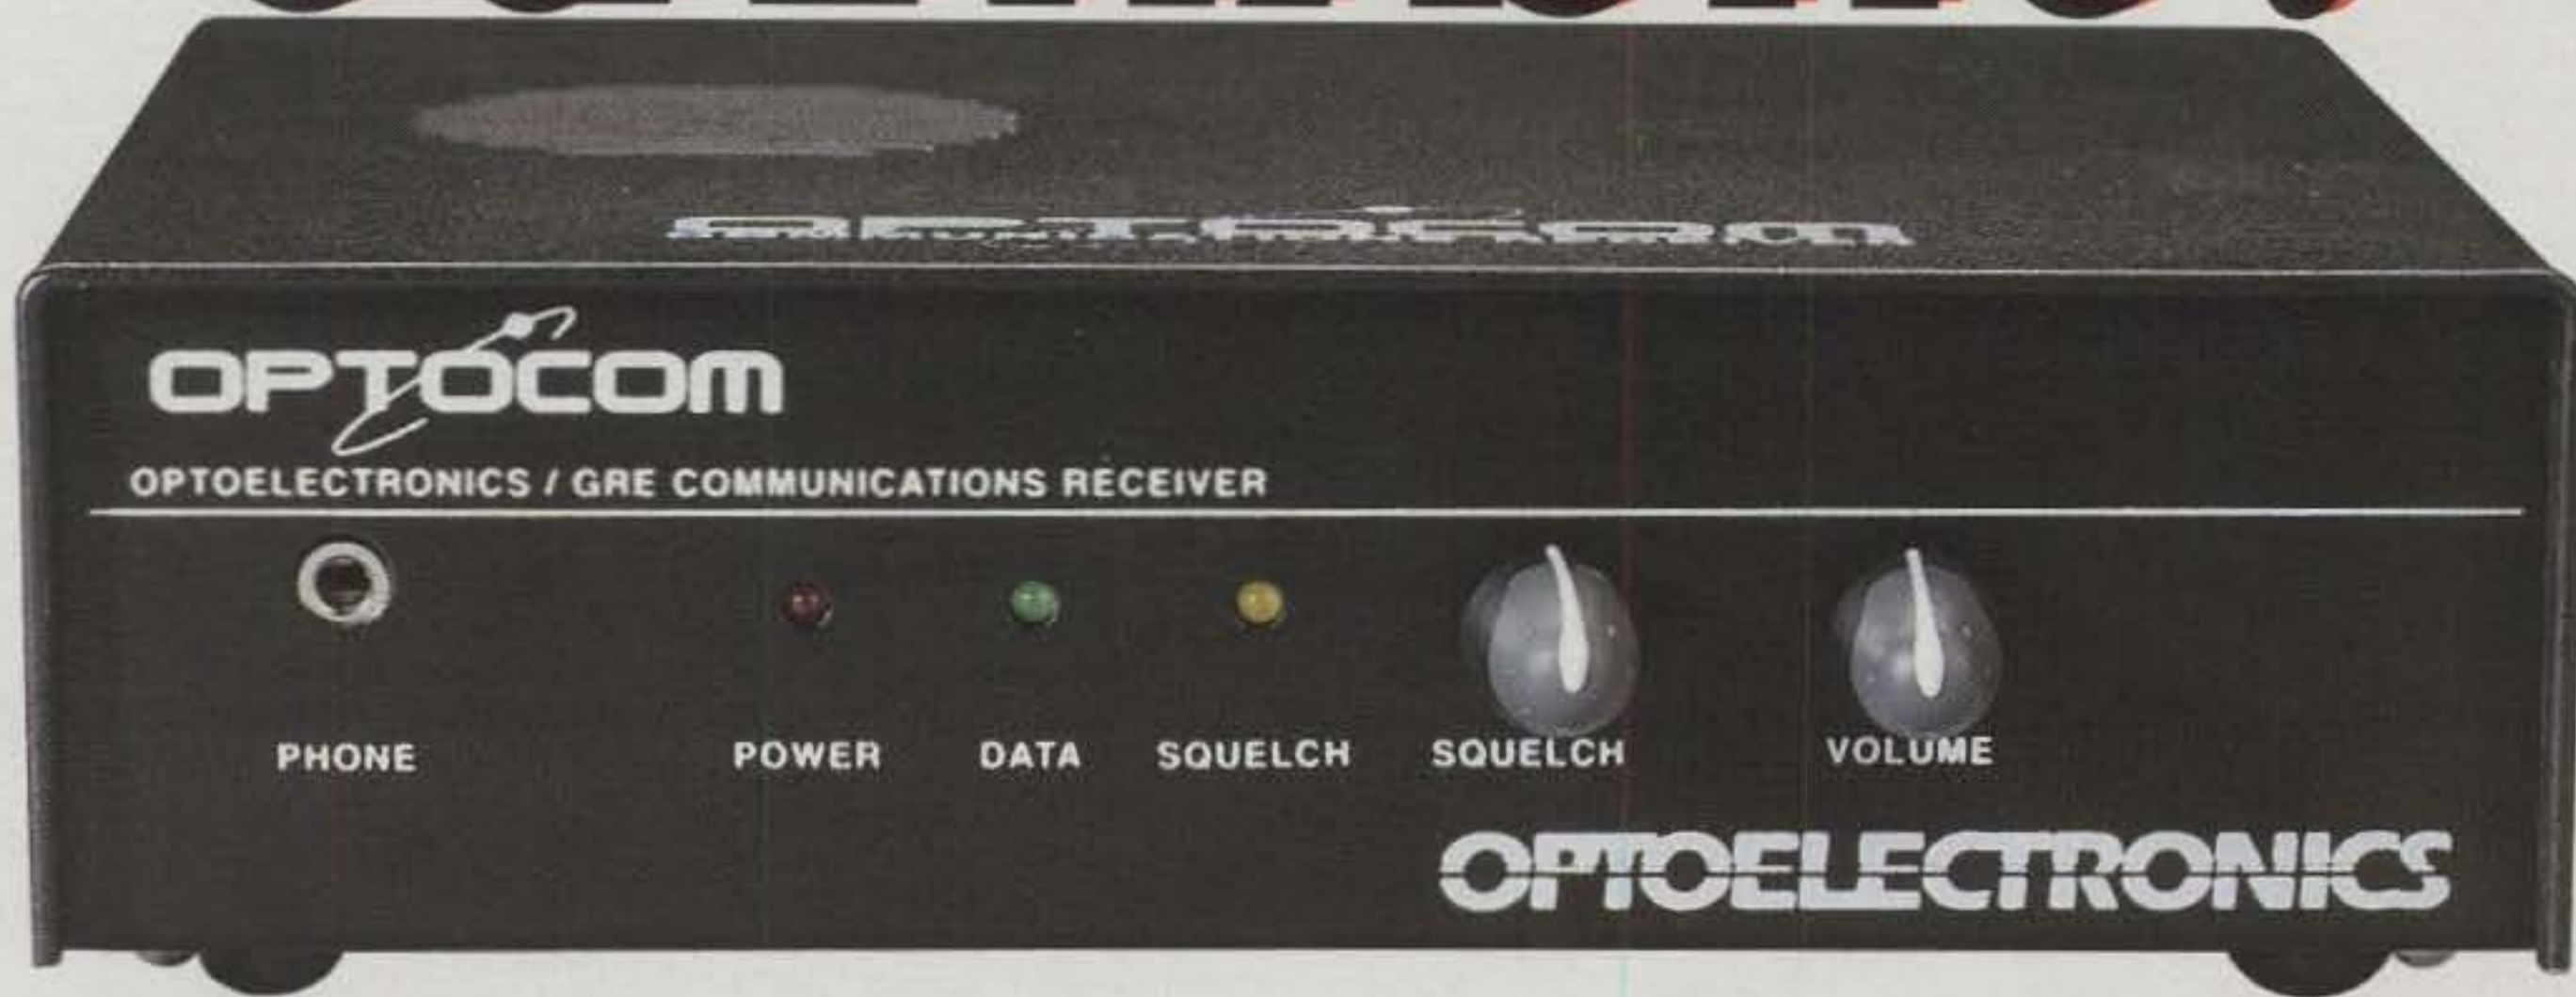 OPTOCOM
OPTOELECTRONICS / GRE COMMUNICATIONS RECEIVER
PHONE POWER DATA SQUELCH SQUELCH VOLUME
OPTOELECTRONICS